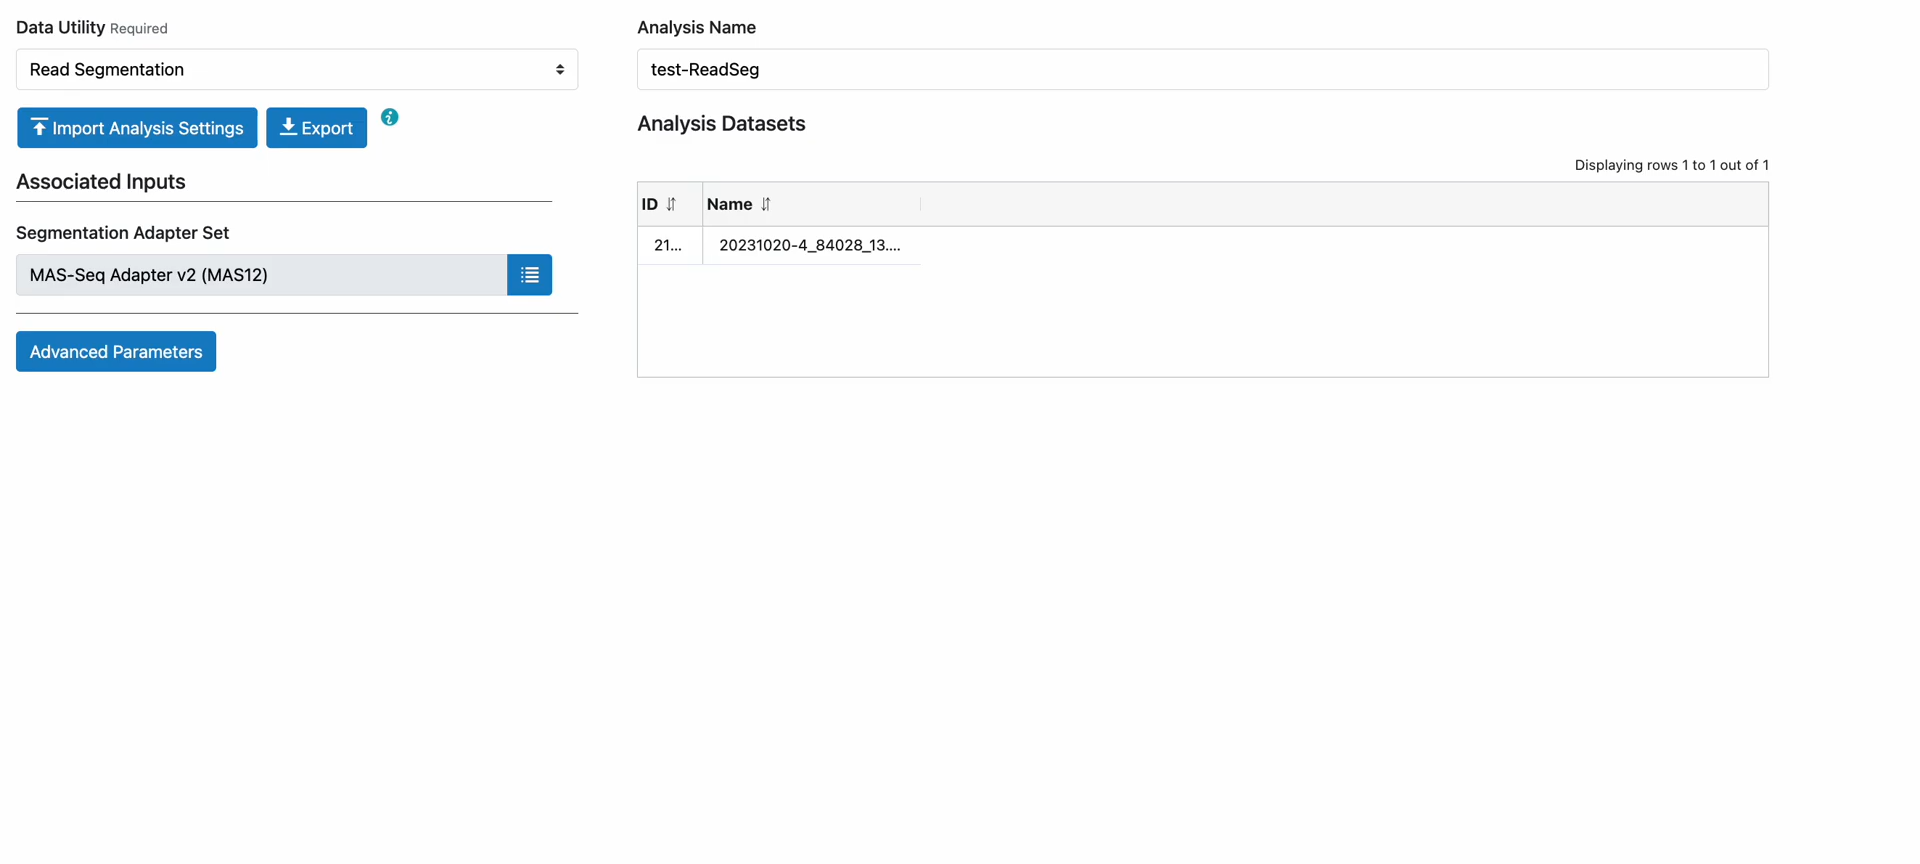 Data Utility Required
Read Segmentation
Import Analysis Settings
Export
i
Associated Inputs
Segmentation Adapter Set
MAS-Seq Adapter v2 (MAS12)
Advanced Parameters
Analysis Name
test-ReadSeg
Analysis Datasets
Displaying rows 1 to 1 out of 1
ID Name
21... 20231020-4_84028_13....